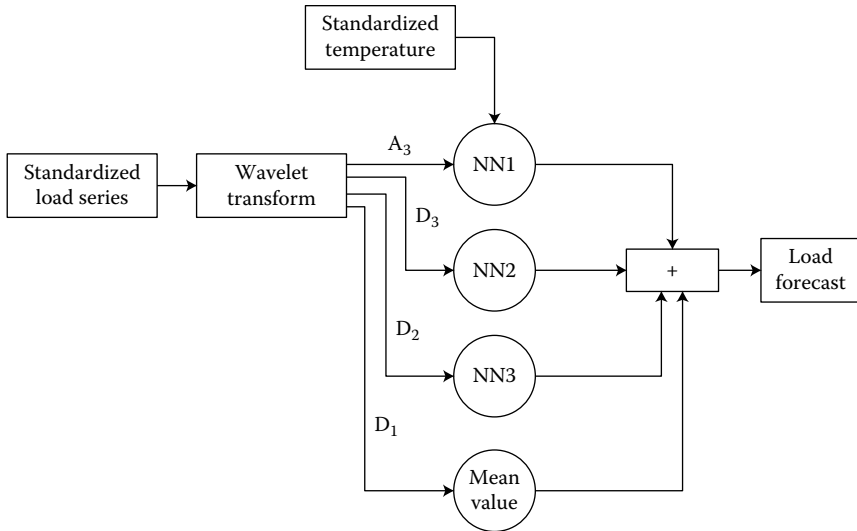 Standardized
temperature
A₃
NN1
Standardized
load series
Wavelet
transform
D₃
NN2
+
Load
forecast
D₂
NN3
D₁
Mean
value